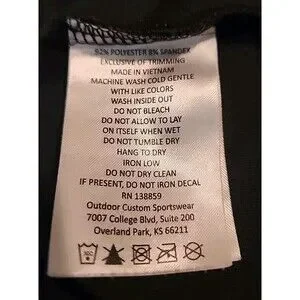 92% POLYESTER 8% SPANDEX
EXCLUSIVE OF TRIMMING
MADE IN VIETNAM
MACHINE WASH COLD GENTLE
WITH LIKE COLORS
WASH INSIDE OUT
DO NOT BLEACH
DO NOT ALLOW TO LAY
ON ITSELF WHEN WET
DO NOT TUMBLE DRY
HANG TO DRY
IRON LOW
DO NOT DRY CLEAN
IF PRESENT, DO NOT IRON DECAL
RN 138859
Outdoor Custom Sportswear
7007 College Blvd, Suite 200
Overland Park, KS 66211